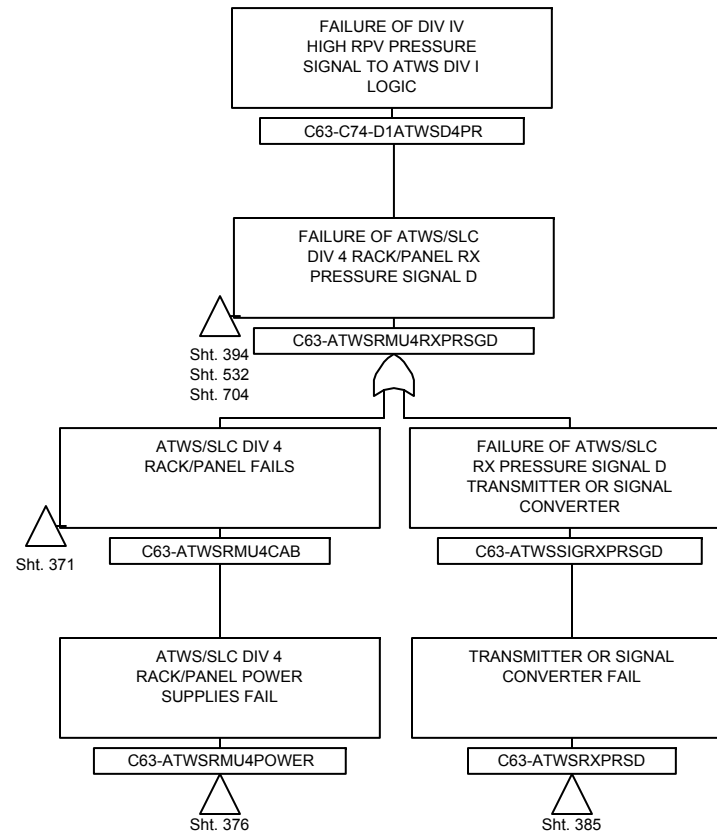 FAILURE OF DIV IV
HIGH RPV PRESSURE
SIGNAL TO ATWS DIV I
LOGIC
C63-C74-D1ATWSD4PR
FAILURE OF ATWS/SLC
DIV 4 RACK/PANEL RX
PRESSURE SIGNAL D
C63-ATWSRMU4RXPRSGD
Sht. 394
Sht. 532
Sht. 704
ATWS/SLC DIV 4
RACK/PANEL FAILS
C63-ATWSRMU4CAB
Sht. 371
FAILURE OF ATWS/SLC
RX PRESSURE SIGNAL D
TRANSMITTER OR SIGNAL
CONVERTER
C63-ATWSSIGRXPRSGD
ATWS/SLC DIV 4
RACK/PANEL POWER
SUPPLIES FAIL
C63-ATWSRMU4POWER
Sht. 376
TRANSMITTER OR SIGNAL
CONVERTER FAIL
C63-ATWSRXPRSD
Sht. 385